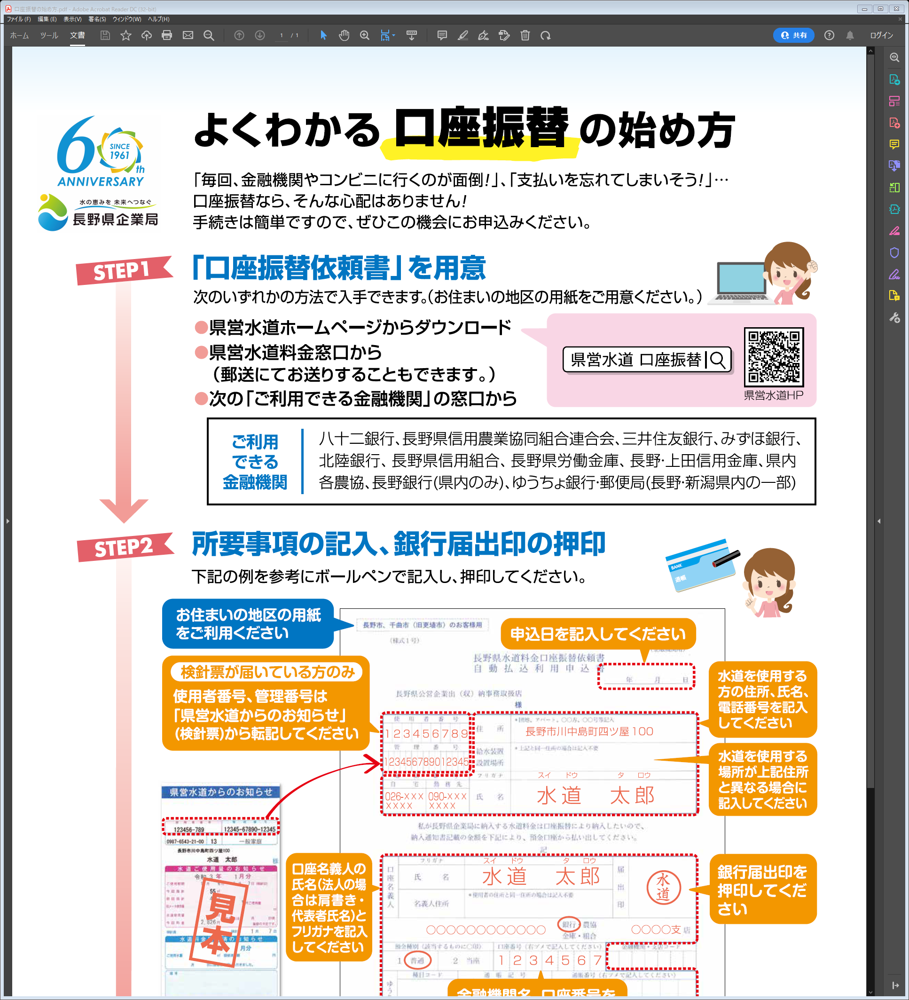 口座振替の始め方.pdf - Adobe Acrobat Reader DC (32-bit)
ファイル(F) 編集(E) 表示(V) 署名(S) ウィンドウ(W) ヘルプ(H)
ホーム ツール 文書 1 / 1 共有 ログイン
よくわかる 口座振替 の始め方
60th
SINCE
1961
ANNIVERSARY
水の恵みを 未来へつなぐ
長野県企業局
「毎回、金融機関やコンビニに行くのが面倒!」、「支払いを忘れてしまいそう!」…
口座振替なら、そんな心配はありません!
手続きは簡単ですので、ぜひこの機会にお申込みください。
STEP1
「口座振替依頼書」を用意
次のいずれかの方法で入手できます。(お住まいの地区の用紙をご用意ください。)
●県営水道ホームページからダウンロード
●県営水道料金窓口から
(郵送にてお送りすることもできます。)
●次の「ご利用できる金融機関」の窓口から
県営水道 口座振替
県営水道HP
ご利用
できる
金融機関
八十二銀行、長野県信用農業協同組合連合会、三井住友銀行、みずほ銀行、
北陸銀行、長野県信用組合、長野県労働金庫、長野・上田信用金庫、県内
各農協、長野銀行(県内のみ)、ゆうちょ銀行・郵便局(長野・新潟県内の一部)
STEP2
所要事項の記入、銀行届出印の押印
下記の例を参考にボールペンで記入し、押印してください。
BANK
通帳
お住まいの地区の用紙
をご利用ください
長野市、千曲市(旧更埴市)のお客様用
(様式1号)
申込日を記入してください
長野県水道料金口座振替依頼書
自動払込利用申込書
年 月 日
検針票が届いている方のみ
使用者番号、管理番号は
「県営水道からのお知らせ」
(検針票)から転記してください
水道を使用する
方の住所、氏名、
電話番号を記入
してください
長野県公営企業出(収)納事務取扱店
様
使用者番号
123456789
管理番号
123456789012345
住所
*団地、アパート、〇〇方、〇〇号等記入
長野市川中島町四ツ屋100
給水装置
設置場所
*上記と同一住所の場合は記入不要
水道を使用する
場所が上記住所
と異なる場合に
記入してください
自宅 勤務先
026-×××
××××
090-×××
××××
フリガナ
スイ ドウ タ ロウ
氏名
水道 太郎
県営水道からのお知らせ
123456-789 12345-67890-12345
0987-6543-21-00 13 一般家庭
長野市川中島町四ツ屋100
水道 太郎 様
水道ご使用量のお知らせ
令和 3年 1月分
55
2,826
見本
月分
私が長野県企業局に納入する水道料金は口座振替により納入したいので、
納入通知書記載の金額を下記により、預金口座から払い出してください。
記
口座名義人の
氏名(法人の場
合は肩書き・
代表者氏名)と
フリガナを記入
してください
口座名義人
フリガナ
スイ ドウ タ ロウ
氏名
水道 太郎
名義人住所
*使用者の住所と同一住所の場合は記入不要
届出印
水道
銀行届出印を
押印してくだ
さい
〇〇〇〇〇〇〇〇〇〇〇〇 銀行・農協
金庫・組合
〇〇〇〇支店
預金種別(該当するものに〇印) 口座番号(右ヅメで記入してください) 金融機関・支店コード
1 普通 2 当座 1234567
種目コード 通帳記号 通帳番号(右ヅメで記入してください)
ゆう
金融機関名、口座番号を